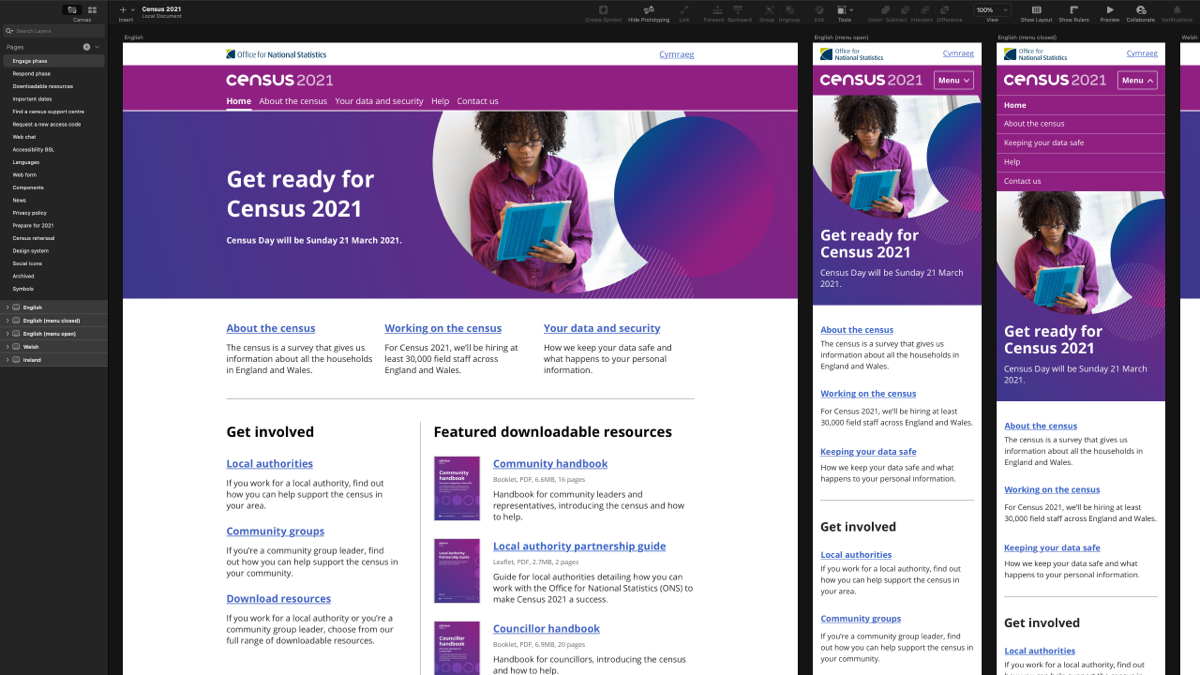 Census 2021
Local Document
Canvas
Insert
Create Symbol
Hide Prototyping
Link
Forward
Backward
Group
Ungroup
Edit
Tools
Union
Subtract
Intersect
Difference
100%
View
Show Layout
Show Rulers
Preview
Collaborate
Notifications
Search Layers
Pages
Engage phase
Respond phase
Downloadable resources
Important dates
Find a census support centre
Request a new access code
Web chat
Accessibility BSL
Languages
Web form
Components
News
Privacy policy
Prepare for 2021
Census rehearsal
Design system
Social icons
Archived
Symbols
English
English (menu closed)
English (menu open)
Welsh
Ireland
English
Office for National Statistics
Cymraeg
census 2021
Home About the census Your data and security Help Contact us
Get ready for
Census 2021
Census Day will be Sunday 21 March 2021.
About the census
The census is a survey that gives us
information about all the households
in England and Wales.
Working on the census
For Census 2021, we'll be hiring at
least 30,000 field staff across
England and Wales.
Your data and security
How we keep your data safe and
what happens to your personal
information.
Get involved
Local authorities
If you work for a local authority, find out
how you can help support the census in
your area.
Community groups
If you're a community group leader, find
out how you can help support the census in
your community.
Download resources
If you work for a local authority or you're a
community group leader, choose from our
full range of downloadable resources.
Featured downloadable resources
Community
handbook
Community handbook
Booklet, PDF, 6.6MB, 16 pages
Handbook for community leaders and
representatives, introducing the census and how
to help.
Local Authority
Partnership Guide
Local authority partnership guide
Leaflet, PDF, 2.7MB, 2 pages
Guide for local authorities detailing how you can
work with the Office for National Statistics (ONS) to
make Census 2021 a success.
Councillor
handbook
Councillor handbook
Booklet, PDF, 6.9MB, 20 pages
Handbook for councillors, introducing the census
and how to help.
English (menu open)
Office for
National Statistics
Cymraeg
census 2021
Menu
Get ready for
Census 2021
Census Day will be Sunday 21 March
2021.
About the census
The census is a survey that gives us
information about all the households in
England and Wales.
Working on the census
For Census 2021, we'll be hiring at least
30,000 field staff across England and Wales.
Keeping your data safe
How we keep your data safe and what
happens to your personal information.
Get involved
Local authorities
If you work for a local authority, find out
how you can help support the census in
your area.
Community groups
If you're a community group leader, find
out how you can help support the census in
your community.
English (menu closed)
Office for
National Statistics
Cymraeg
census 2021
Menu
Home
About the census
Keeping your data safe
Help
Contact us
Get ready for
Census 2021
Census Day will be Sunday 21 March
2021.
About the census
The census is a survey that gives us
information about all the households in
England and Wales.
Working on the census
For Census 2021, we'll be hiring at least
30,000 field staff across England and Wales.
Keeping your data safe
How we keep your data safe and what
happens to your personal information.
Get involved
Local authorities
If you work for a local authority, find out
how you can help support the census in
Welsh